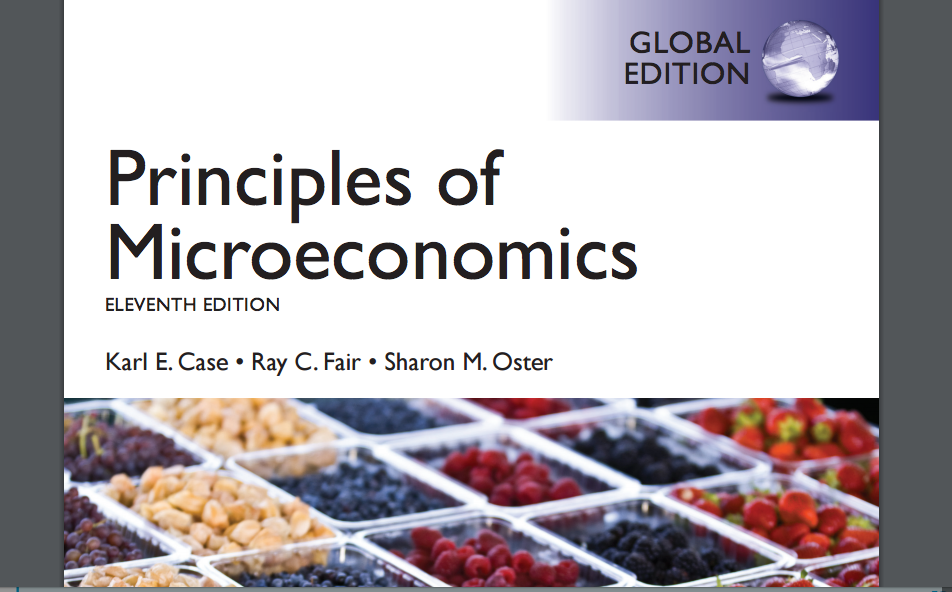 GLOBAL
EDITION
Principles of
Microeconomics
ELEVENTH EDITION
Karl E. Case • Ray C. Fair • Sharon M. Oster